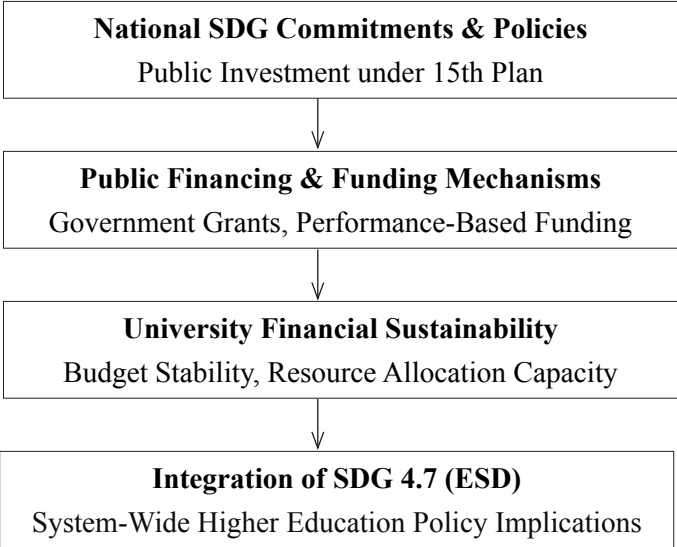 National SDG Commitments & Policies
Public Investment under 15th Plan
Public Financing & Funding Mechanisms
Government Grants, Performance-Based Funding
University Financial Sustainability
Budget Stability, Resource Allocation Capacity
Integration of SDG 4.7 (ESD)
System-Wide Higher Education Policy Implications